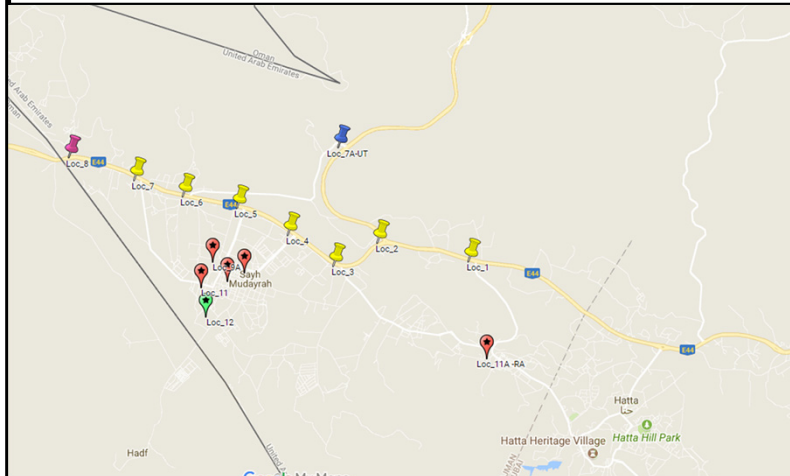 Oman
United Arab Emirates
d Arab Emirates
man
Loc_7A-UT
Loc_8
E44
Loc_7
Loc_6
E44
Loc_5
Loc_4
Loc_2
Loc_3
Loc_1
E44
Sayh
Mudayrah
Loc_11
Loc_12
Loc_11A -RA
E44
Hatta
حتا
Hatta Heritage Village
Hatta Hill Park
Hadf